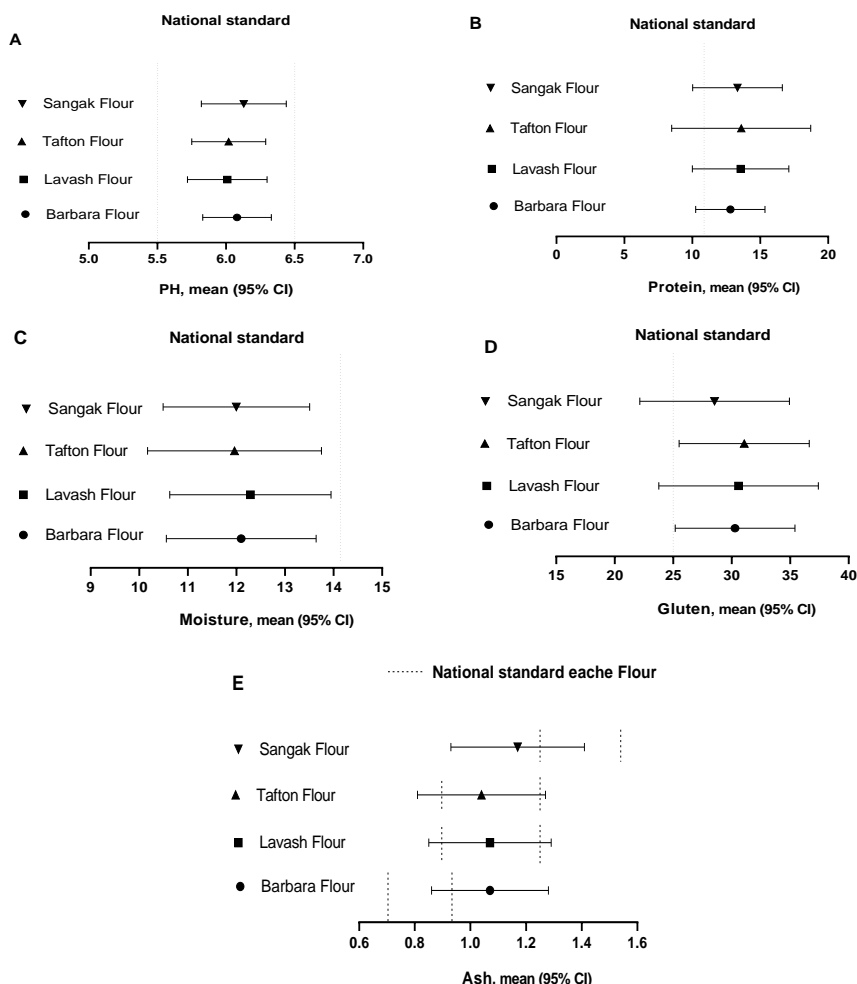 National standard
A
Sangak Flour
Tafton Flour
Lavash Flour
Barbara Flour
5.0 5.5 6.0 6.5 7.0
PH, mean (95% CI)
National standard
B
Sangak Flour
Tafton Flour
Lavash Flour
Barbara Flour
0 5 10 15 20
Protein, mean (95% CI)
National standard
C
Sangak Flour
Tafton Flour
Lavash Flour
Barbara Flour
9 10 11 12 13 14 15
Moisture, mean (95% CI)
National standard
D
Sangak Flour
Tafton Flour
Lavash Flour
Barbara Flour
15 20 25 30 35 40
Gluten, mean (95% CI)
National standard eache Flour
E
Sangak Flour
Tafton Flour
Lavash Flour
Barbara Flour
0.6 0.8 1.0 1.2 1.4 1.6
Ash, mean (95% CI)